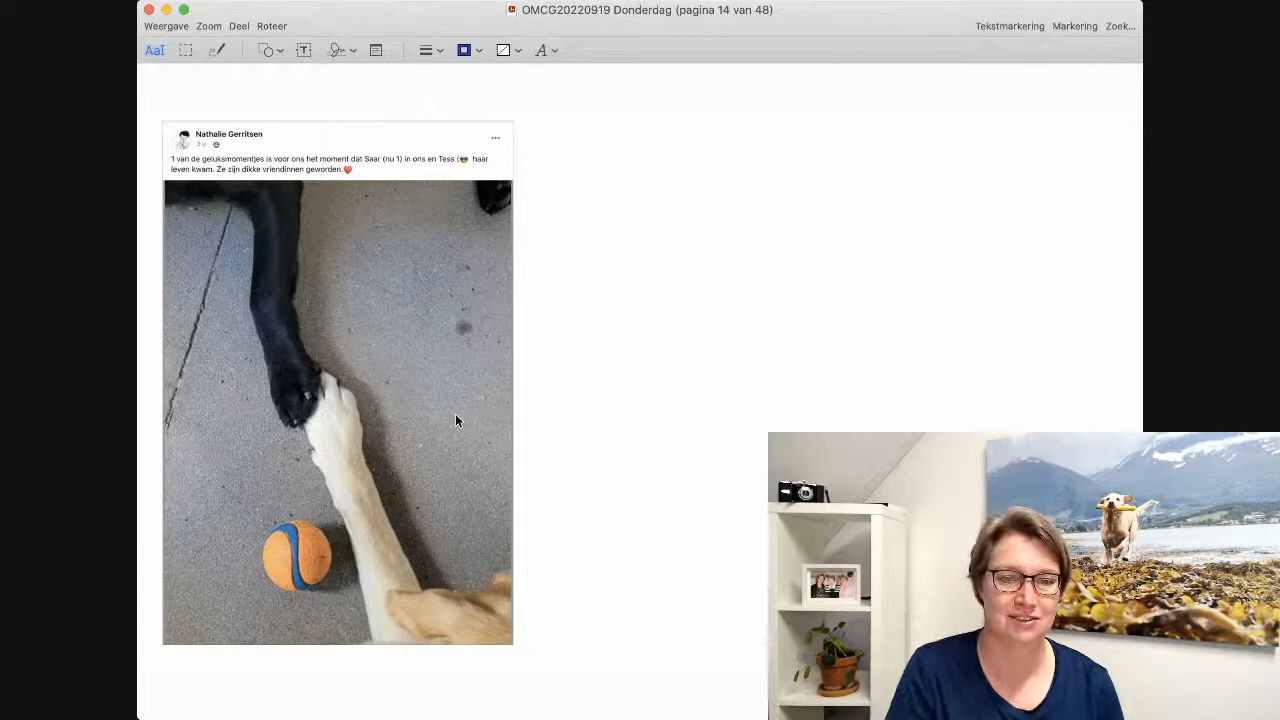 OMCG20220919 Donderdag (pagina 14 van 48)
Weergave Zoom Deel Roteer
Tekstmarkering Markering Zoek...
AaI T A
Nathalie Gerritsen
3 u
1 van de geluksmomentjes is voor ons het moment dat Saar (nu 1) in ons en Tess (😎 haar
leven kwam. Ze zijn dikke vriendinnen geworden.❤️